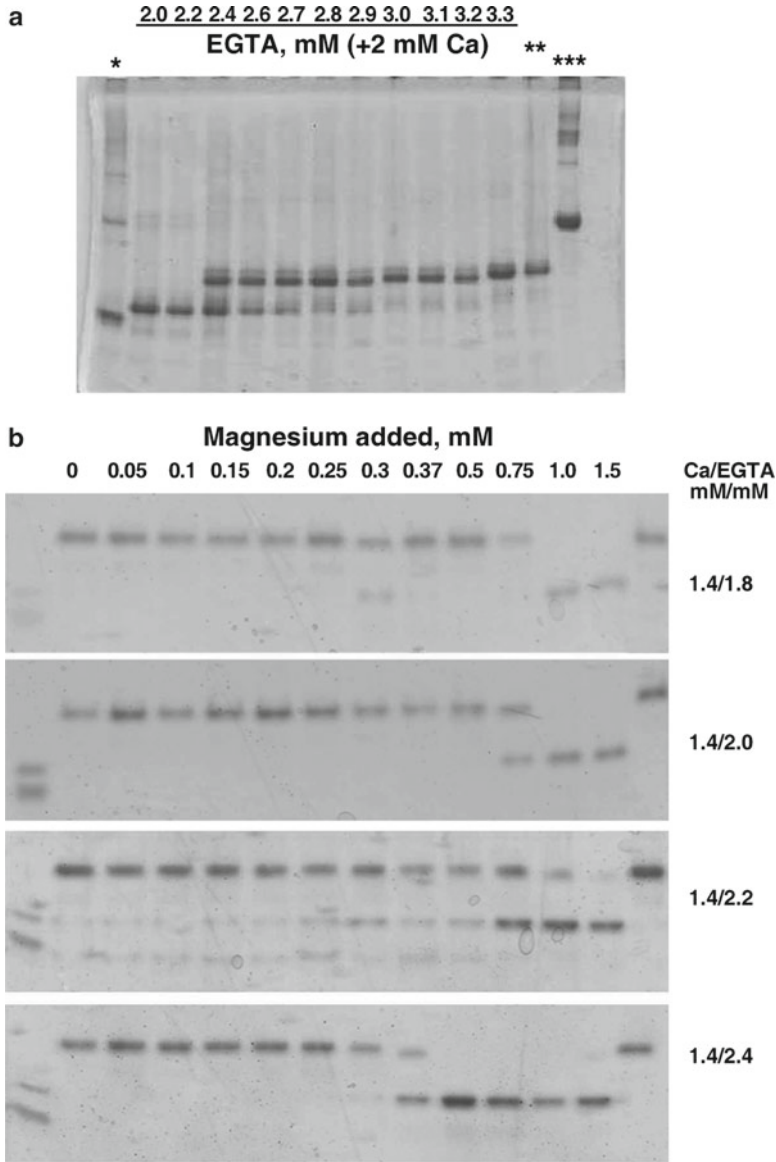 a
2.0 2.2 2.4 2.6 2.7 2.8 2.9 3.0 3.1 3.2 3.3
EGTA, mM (+2 mM Ca)
* ** ***
b
Magnesium added, mM
0 0.05 0.1 0.15 0.2 0.25 0.3 0.37 0.5 0.75 1.0 1.5
Ca/EGTA
mM/mM
1.4/1.8
1.4/2.0
1.4/2.2
1.4/2.4